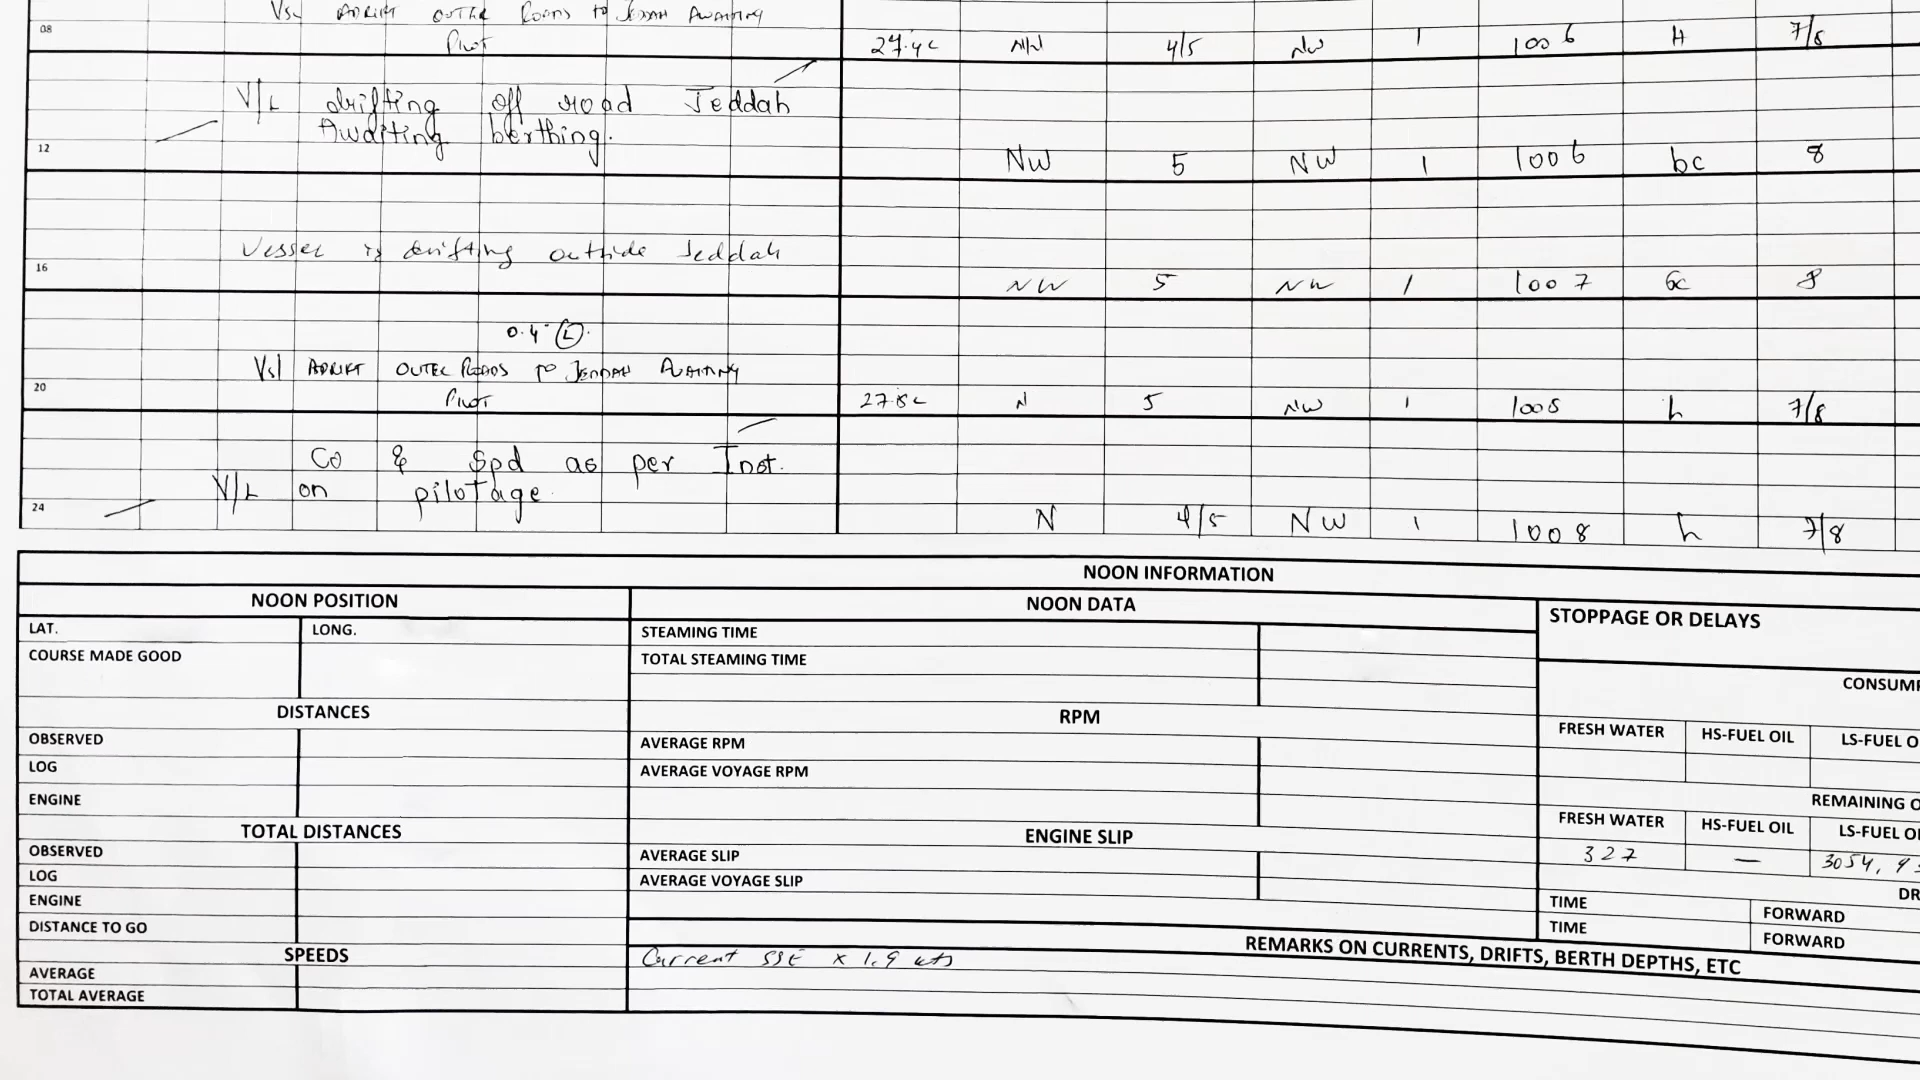 Vsl ADRIFT OUTER ROADS TO JEDDAH AWAITING
08 Pilot 27.4c NW 4/5 NW 1 1006 H 7/8
V/L drifting off road Jeddah
Awaiting berthing.
12 NW 5 NW 1 1006 bc 8
Vessel is drifting outside Jeddah
16 NW 5 NW 1 1007 bc 8
0.4° (L).
Vsl ADRIFT OUTER ROADS TO JEDDAH AWAITING
20 Pilot 27.8c N 5 NW 1 1008 h 7/8
Co & Spd as per Inst.
V/L on pilotage
24 N 4/5 NW 1 1008 h 7/8
NOON INFORMATION
NOON POSITION NOON DATA STOPPAGE OR DELAYS
LAT. LONG. STEAMING TIME
COURSE MADE GOOD TOTAL STEAMING TIME
CONSUMP
DISTANCES RPM
FRESH WATER HS-FUEL OIL LS-FUEL O
OBSERVED AVERAGE RPM
LOG AVERAGE VOYAGE RPM
ENGINE REMAINING O
TOTAL DISTANCES ENGINE SLIP FRESH WATER HS-FUEL OIL LS-FUEL OI
OBSERVED AVERAGE SLIP 327 — 3054,9
LOG AVERAGE VOYAGE SLIP
DR
ENGINE TIME FORWARD
DISTANCE TO GO TIME FORWARD
SPEEDS REMARKS ON CURRENTS, DRIFTS, BERTH DEPTHS, ETC
Current SSE x 1.9 kts
AVERAGE
TOTAL AVERAGE